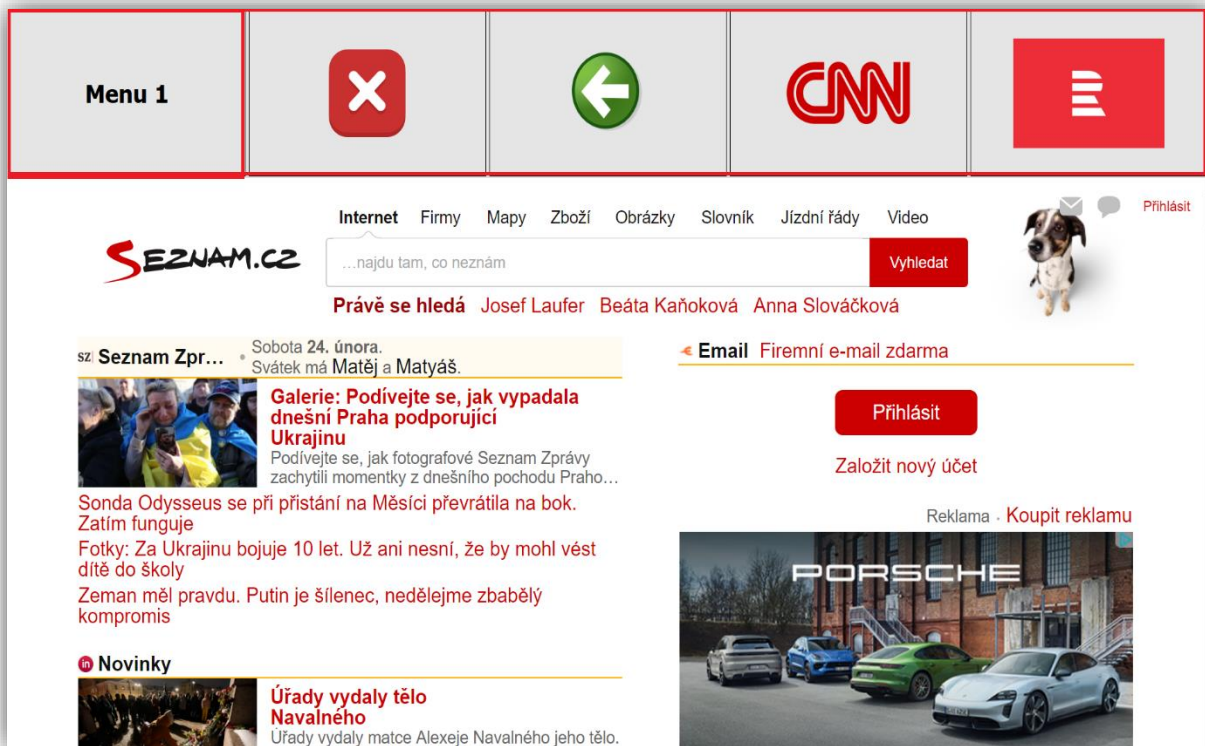 Menu 1
CNN
Internet Firmy Mapy Zboží Obrázky Slovník Jízdní řády Video
Přihlásit
SEZNAM.CZ
...najdu tam, co neznám
Vyhledat
Právě se hledá Josef Laufer Beáta Kaňoková Anna Slováčková
SZ Seznam Zpr...
Sobota 24. února.
Svátek má Matěj a Matyáš.
Galerie: Podívejte se, jak vypadala
dnešní Praha podporující
Ukrajinu
Podívejte se, jak fotografové Seznam Zprávy
zachytili momentky z dnešního pochodu Praho...
Sonda Odysseus se při přistání na Měsíci převrátila na bok.
Zatím funguje
Fotky: Za Ukrajinu bojuje 10 let. Už ani nesní, že by mohl vést
dítě do školy
Zeman měl pravdu. Putin je šílenec, nedělejme zbabělý
kompromis
in Novinky
Úřady vydaly tělo
Navalného
Úřady vydaly matce Alexeje Navalného jeho tělo.
Email Firemní e-mail zdarma
Přihlásit
Založit nový účet
Reklama · Koupit reklamu
PORSCHE